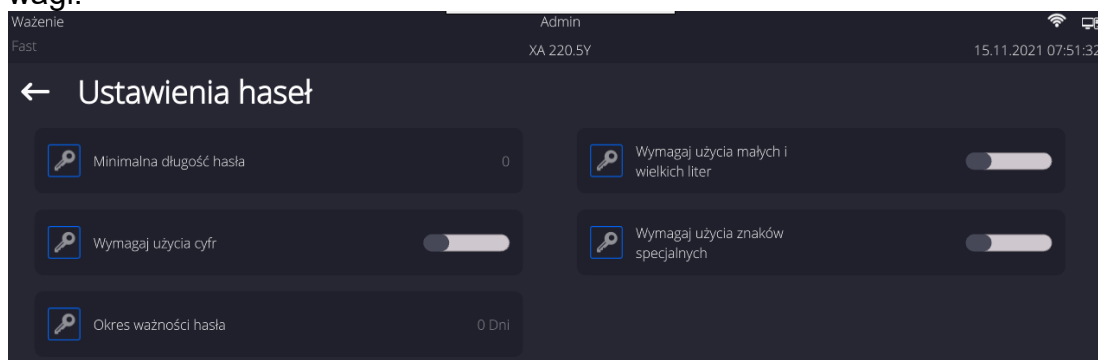 wagi.
Ważenie Admin
Fast XA 220.5Y 15.11.2021 07:51:32
Ustawienia haseł
Minimalna długość hasła 0
Wymagaj użycia małych i
wielkich liter
Wymagaj użycia cyfr
Wymagaj użycia znaków
specjalnych
Okres ważności hasła 0 Dni